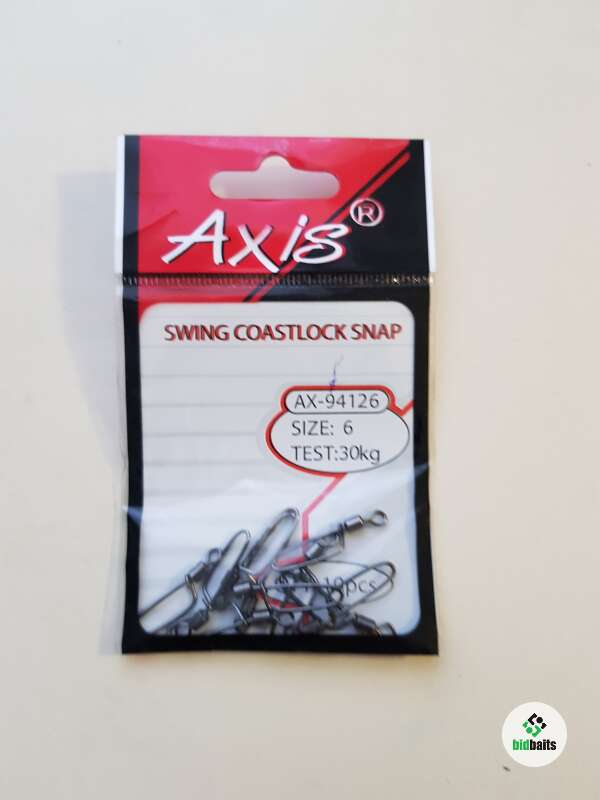 Axis®
SWING COASTLOCK SNAP
AX-94126
SIZE: 6
TEST:30kg
10pcs
bidbaits